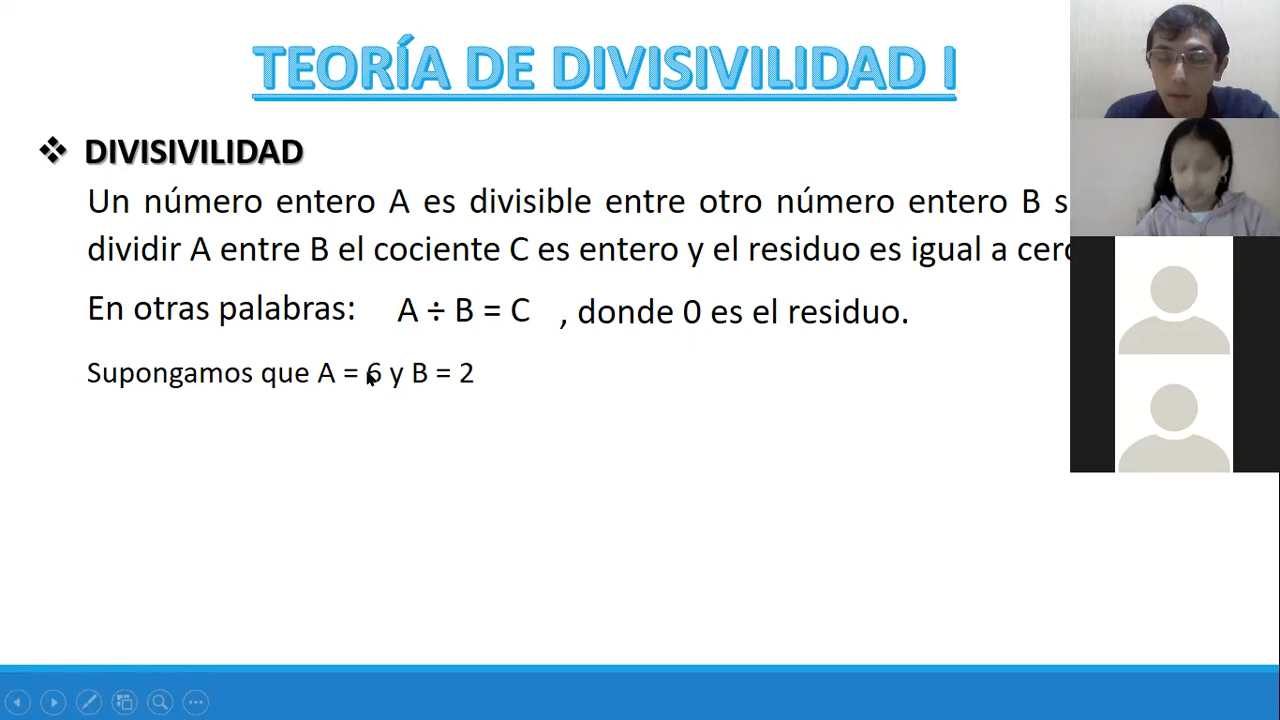 TEORÍA DE DIVISIVILIDAD I
❖ DIVISIVILIDAD
Un número entero A es divisible entre otro número entero B
dividir A entre B el cociente C es entero y el residuo es igual a
En otras palabras: A ÷ B = C , donde 0 es el residuo.
Supongamos que A = 6 y B = 2